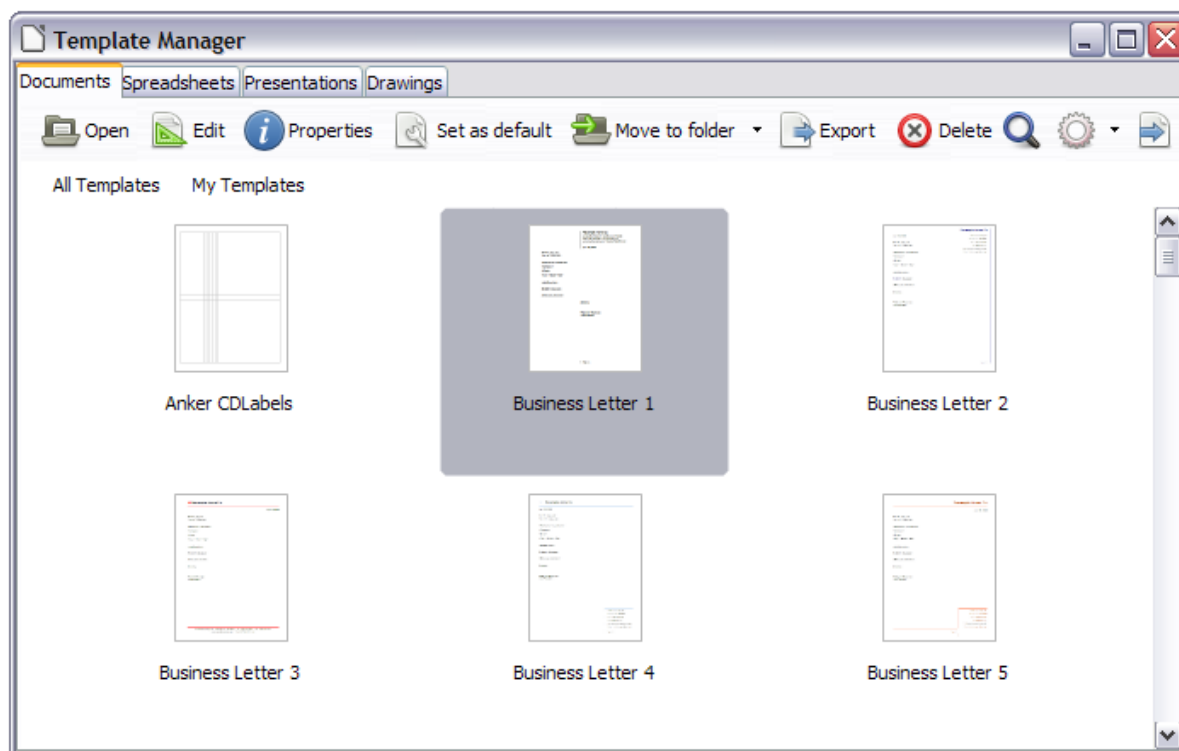 Template Manager
Documents Spreadsheets Presentations Drawings
Open Edit Properties Set as default Move to folder Export Delete
All Templates My Templates
Anker CDLabels Business Letter 1 Business Letter 2
Business Letter 3 Business Letter 4 Business Letter 5